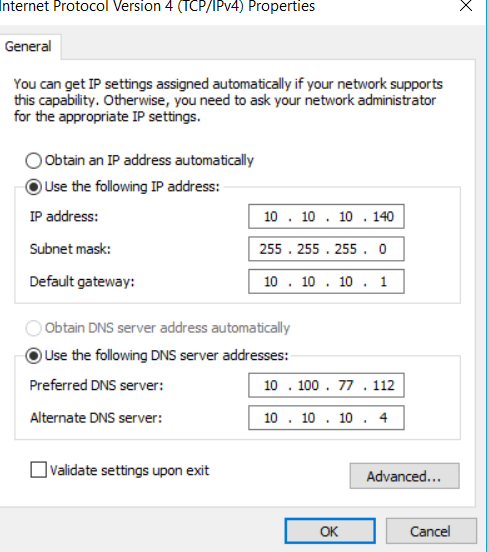 nternet Protocol Version 4 (TCP/IPv4) Properties
General
You can get IP settings assigned automatically if your network supports
this capability. Otherwise, you need to ask your network administrator
for the appropriate IP settings.
Obtain an IP address automatically
Use the following IP address:
IP address: 10 . 10 . 10 . 140
Subnet mask: 255 . 255 . 255 . 0
Default gateway: 10 . 10 . 10 . 1
Obtain DNS server address automatically
Use the following DNS server addresses:
Preferred DNS server: 10 . 100 . 77 . 112
Alternate DNS server: 10 . 10 . 10 . 4
Validate settings upon exit
Advanced...
OK Cancel